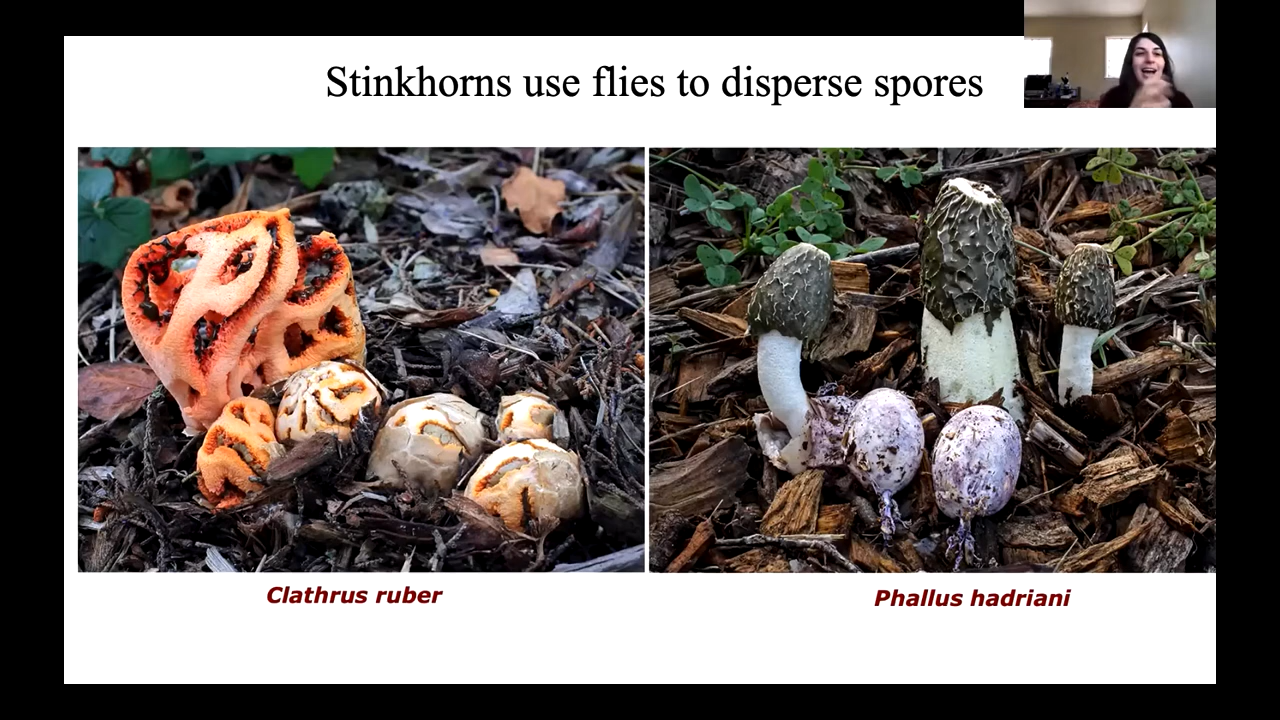 Stinkhorns use flies to disperse spores
Clathrus ruber
Phallus hadriani